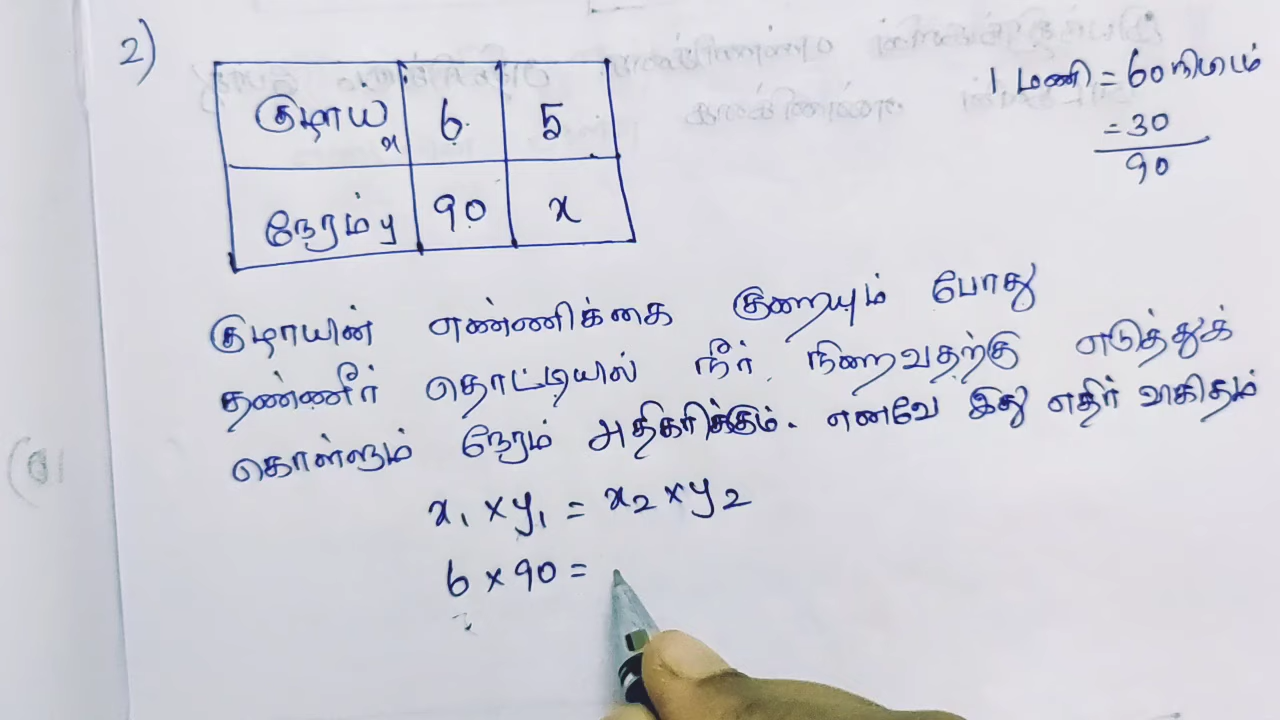 2)
1 மணி = 60 நிமிடம்
= 30
90
குழாய் x 6 5
நேரம் y 90 x
குழாயின் எண்ணிக்கை குறையும் போது
தண்ணீர் தொட்டியில் நீர் நிறைவதற்கு எடுத்துக்
கொள்ளும் நேரம் அதிகரிக்கும். எனவே இது எதிர் வாகிதம்
x₁ × y₁ = x₂ × y₂
6 × 90 =